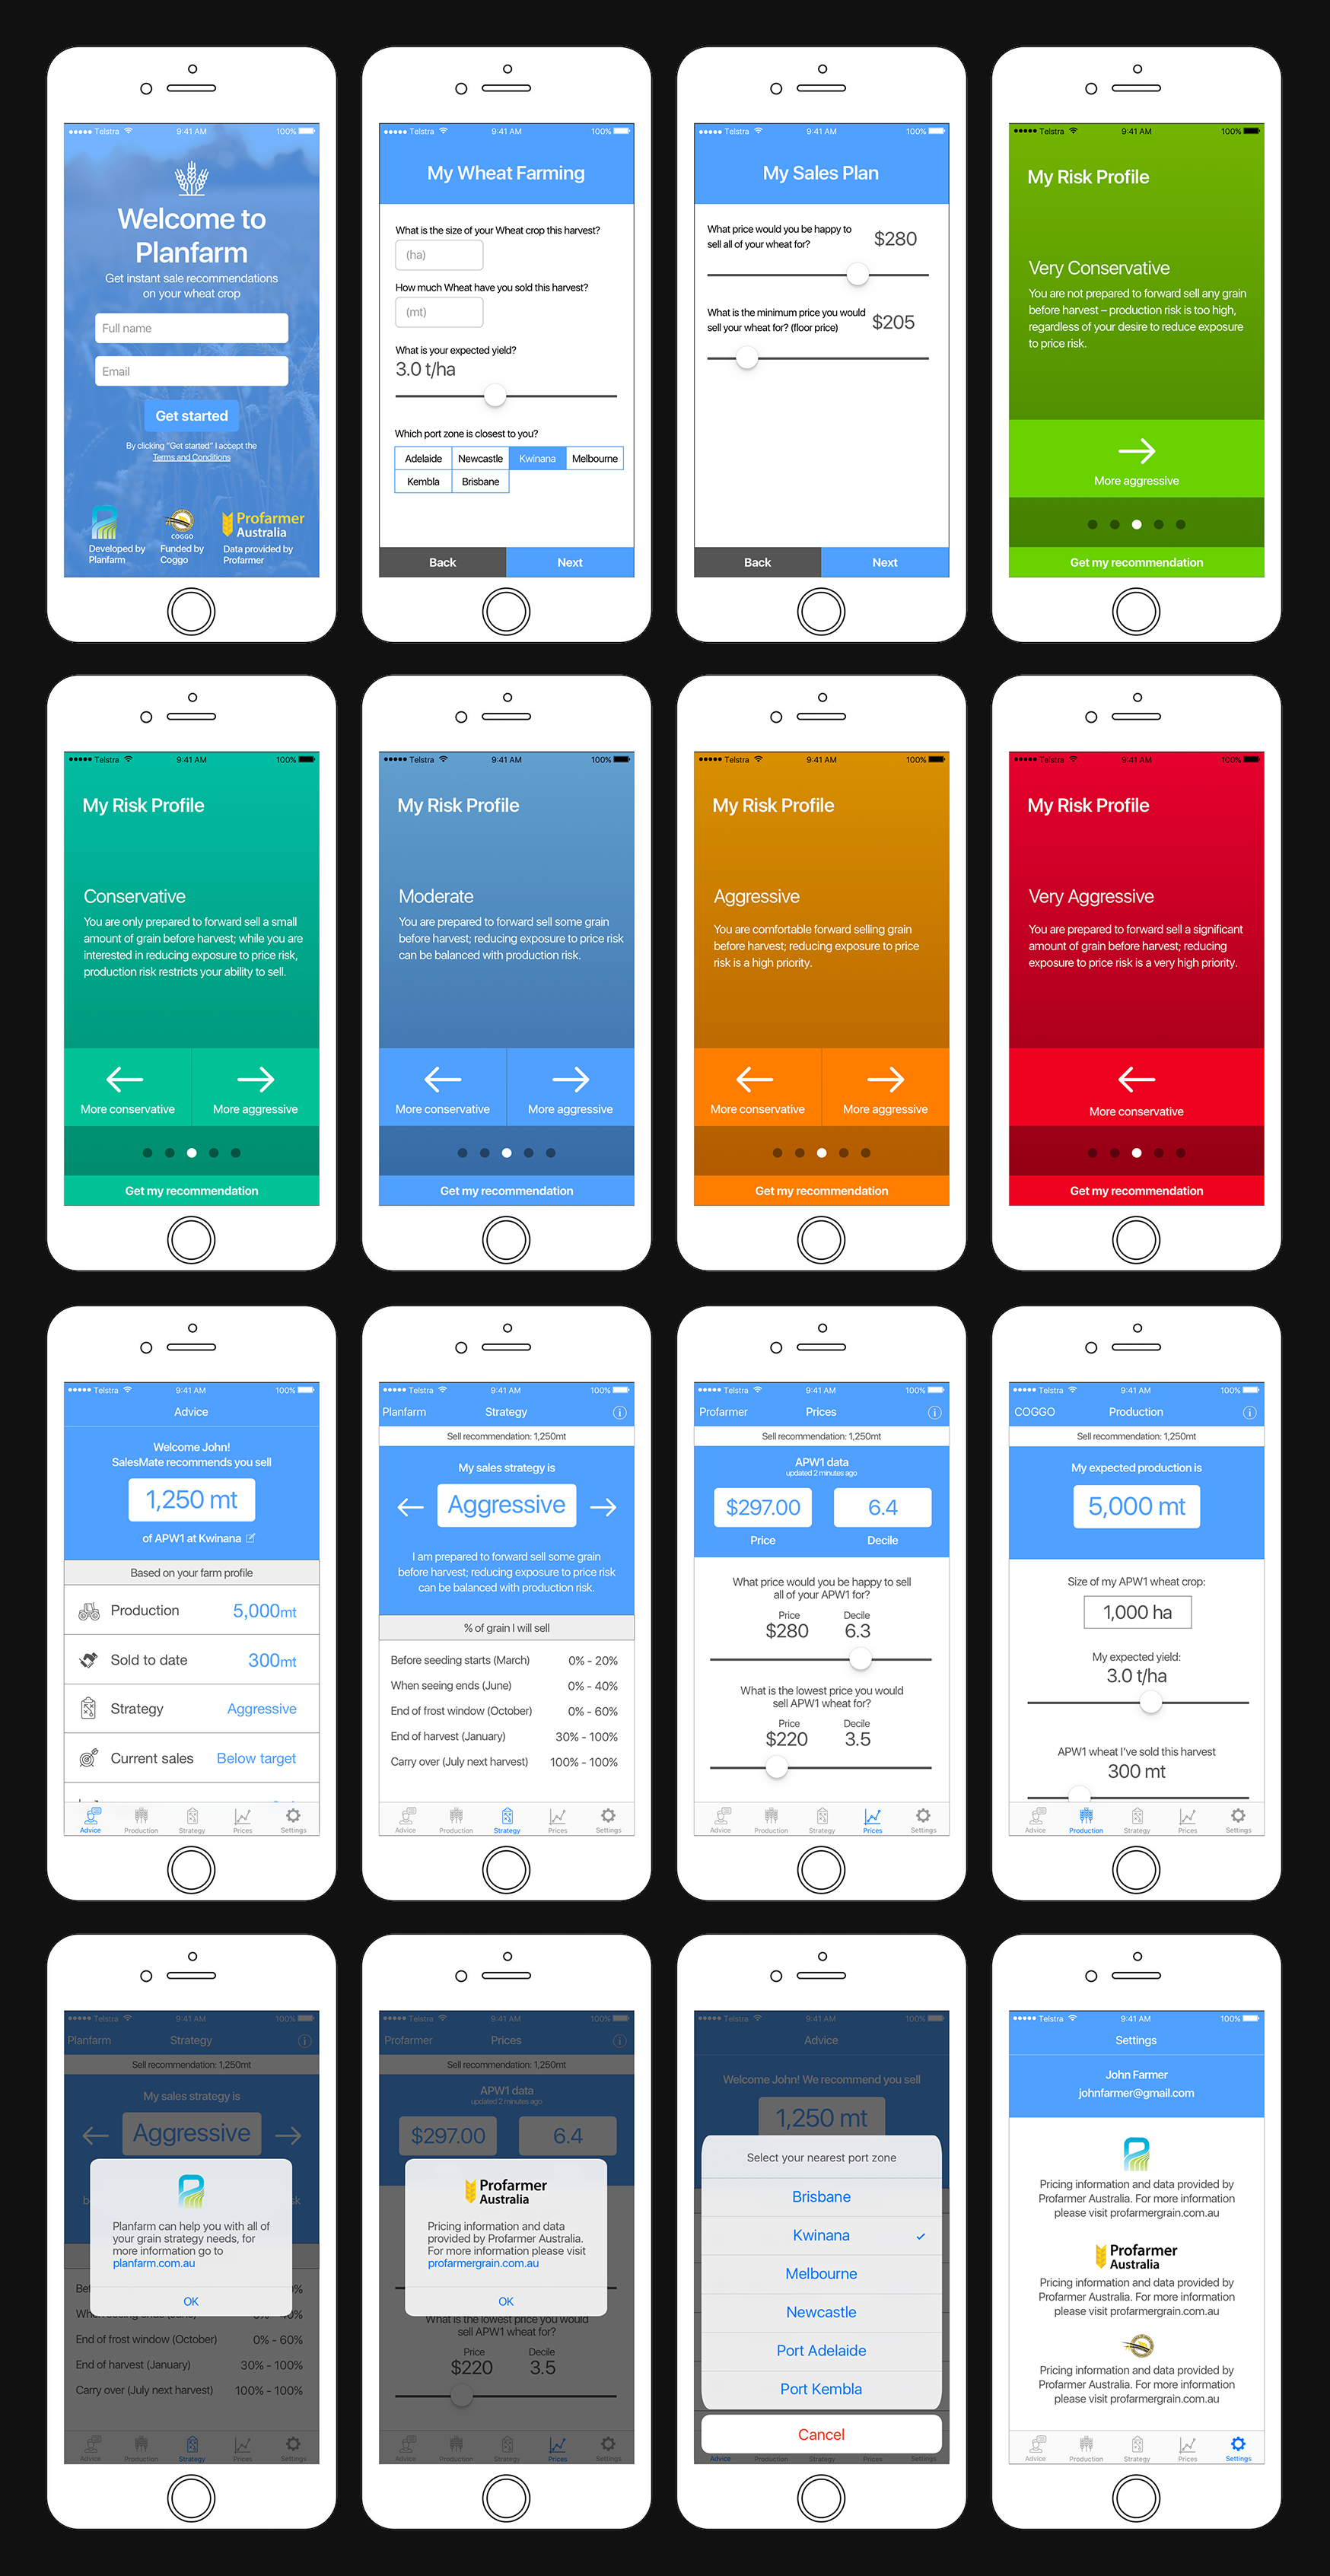 Telstra 9:41 AM 100%
Welcome to
Planfarm
Get instant sale recommendations
on your wheat crop
Full name
Email
Get started
By clicking "Get started" I accept the
Terms and Conditions
Developed by
Planfarm
COGGO
Funded by
Coggo
Profarmer
Australia
Data provided by
Profarmer
Telstra 9:41 AM 100%
My Wheat Farming
What is the size of your Wheat crop this harvest?
(ha)
How much Wheat have you sold this harvest?
(mt)
What is your expected yield?
3.0 t/ha
Which port zone is closest to you?
Adelaide Newcastle Kwinana Melbourne
Kembla Brisbane
Back Next
Telstra 9:41 AM 100%
My Sales Plan
What price would you be happy to
sell all of your wheat for?
$280
What is the minimum price you would
sell your wheat for? (floor price)
$205
Back Next
Telstra 9:41 AM 100%
My Risk Profile
Very Conservative
You are not prepared to forward sell any grain
before harvest – production risk is too high,
regardless of your desire to reduce exposure
to price risk.
More aggressive
Get my recommendation
Telstra 9:41 AM 100%
My Risk Profile
Conservative
You are only prepared to forward sell a small
amount of grain before harvest; while you are
interested in reducing exposure to price risk,
production risk restricts your ability to sell.
More conservative More aggressive
Get my recommendation
Telstra 9:41 AM 100%
My Risk Profile
Moderate
You are prepared to forward sell some grain
before harvest; reducing exposure to price risk
can be balanced with production risk.
More conservative More aggressive
Get my recommendation
Telstra 9:41 AM 100%
My Risk Profile
Aggressive
You are comfortable forward selling grain
before harvest; reducing exposure to price
risk is a high priority.
More conservative More aggressive
Get my recommendation
Telstra 9:41 AM 100%
My Risk Profile
Very Aggressive
You are prepared to forward sell a significant
amount of grain before harvest; reducing
exposure to price risk is a very high priority.
More conservative
Get my recommendation
Telstra 9:41 AM 100%
Advice
Welcome John!
SalesMate recommends you sell
1,250 mt
of APW1 at Kwinana
Based on your farm profile
Production 5,000mt
Sold to date 300mt
Strategy Aggressive
Current sales Below target
Advice Production Strategy Prices Settings
Telstra 9:41 AM 100%
Planfarm Strategy
Sell recommendation: 1,250mt
My sales strategy is
Aggressive
I am prepared to forward sell some grain
before harvest; reducing exposure to price risk
can be balanced with production risk.
% of grain I will sell
Before seeding starts (March) 0% - 20%
When seeing ends (June) 0% - 40%
End of frost window (October) 0% - 60%
End of harvest (January) 30% - 100%
Carry over (July next harvest) 100% - 100%
Advice Production Strategy Prices Settings
Telstra 9:41 AM 100%
Profarmer Prices
Sell recommendation: 1,250mt
APW1 data
updated 2 minutes ago
$297.00 6.4
Price Decile
What price would you be happy to sell
all of your APW1 for?
Price Decile
$280 6.3
What is the lowest price you would
sell APW1 wheat for?
Price Decile
$220 3.5
Advice Production Strategy Prices Settings
Telstra 9:41 AM 100%
COGGO Production
Sell recommendation: 1,250mt
My expected production is
5,000 mt
Size of my APW1 wheat crop:
1,000 ha
My expected yield:
3.0 t/ha
APW1 wheat I've sold this harvest
300 mt
Advice Production Strategy Prices Settings
Telstra 9:41 AM 100%
Planfarm Strategy
Sell recommendation: 1,250mt
My sales strategy is
Aggressive
Planfarm can help you with all of
your grain strategy needs, for
more information go to
planfarm.com.au
OK
End of frost window (October) 0% - 60%
End of harvest (January) 30% - 100%
Carry over (July next harvest) 100% - 100%
Advice Production Strategy Prices Settings
Telstra 9:41 AM 100%
Profarmer Prices
Sell recommendation: 1,250mt
APW1 data
updated 2 minutes ago
$297.00 6.4
Profarmer
Australia
Pricing information and data
provided by Profarmer Australia.
For more information please visit
profarmergrain.com.au
OK
What is the lowest price you would
sell APW1 wheat for?
Price Decile
$220 3.5
Advice Production Strategy Prices Settings
Telstra 9:41 AM 100%
Advice
Welcome John! We recommend you sell
1,250 mt
Select your nearest port zone
Brisbane
Kwinana
Melbourne
Newcastle
Port Adelaide
Port Kembla
Cancel
Advice Production Strategy Prices Settings
Telstra 9:41 AM 100%
Settings
John Farmer
johnfarmer@gmail.com
Pricing information and data provided by
Profarmer Australia. For more information
please visit profarmergrain.com.au
Profarmer
Australia
Pricing information and data provided by
Profarmer Australia. For more information
please visit profarmergrain.com.au
Pricing information and data provided by
Profarmer Australia. For more information
please visit profarmergrain.com.au
Advice Production Strategy Prices Settings